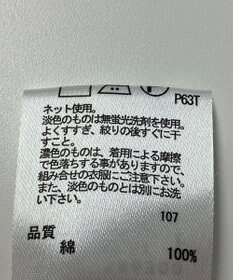 P63T
ネット使用。
淡色のものは無蛍光洗剤を使用。
よくすすぎ、絞りの後すぐに干
すこと。
濃色のものは、着用による摩擦
で色落ちする事がありますので、
組み合せの衣服にご注意下さい。
また、淡色のものとは別にお洗
い下さい。
107
品質
綿 100%